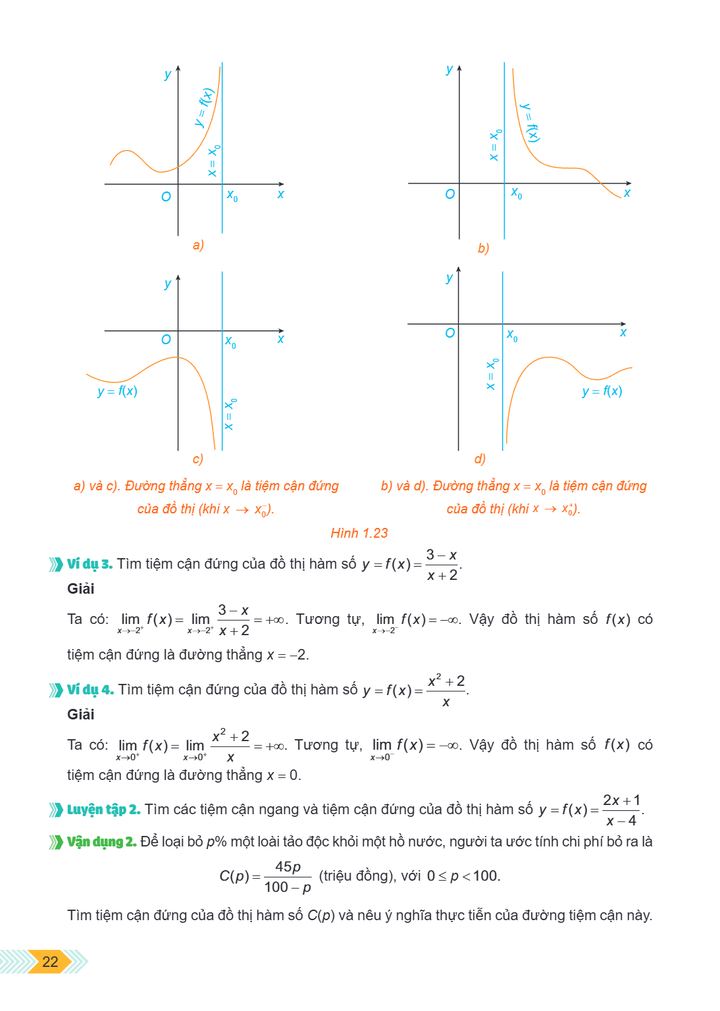 y
y = f(x)
x = x₀
O
x₀
x
a)
y
y = f(x)
x = x₀
O
x₀
x
b)
y
O
x₀
x
y = f(x)
x = x₀
c)
y
O
x₀
x
x = x₀
y = f(x)
d)
a) và c). Đường thẳng x = x₀ là tiệm cận đứng
của đồ thị (khi x → x₀⁻).
b) và d). Đường thẳng x = x₀ là tiệm cận đứng
của đồ thị (khi x → x₀⁺).
Hình 1.23
Ví dụ 3. Tìm tiệm cận đứng của đồ thị hàm số y = f(x) = (3 − x)/(x + 2).
Giải
Ta có: lim_{x→−2⁺} f(x) = lim_{x→−2⁺} (3 − x)/(x + 2) = +∞. Tương tự, lim_{x→−2⁻} f(x) = −∞. Vậy đồ thị hàm số f(x) có
tiệm cận đứng là đường thẳng x = −2.
Ví dụ 4. Tìm tiệm cận đứng của đồ thị hàm số y = f(x) = (x² + 2)/x.
Giải
Ta có: lim_{x→0⁺} f(x) = lim_{x→0⁺} (x² + 2)/x = +∞. Tương tự, lim_{x→0⁻} f(x) = −∞. Vậy đồ thị hàm số f(x) có
tiệm cận đứng là đường thẳng x = 0.
Luyện tập 2. Tìm các tiệm cận ngang và tiệm cận đứng của đồ thị hàm số y = f(x) = (2x + 1)/(x − 4).
Vận dụng 2. Để loại bỏ p% một loài tảo độc khỏi một hồ nước, người ta ước tính chi phí bỏ ra là
C(p) = 45p/(100 − p) (triệu đồng), với 0 ≤ p < 100.
Tìm tiệm cận đứng của đồ thị hàm số C(p) và nêu ý nghĩa thực tiễn của đường tiệm cận này.
22